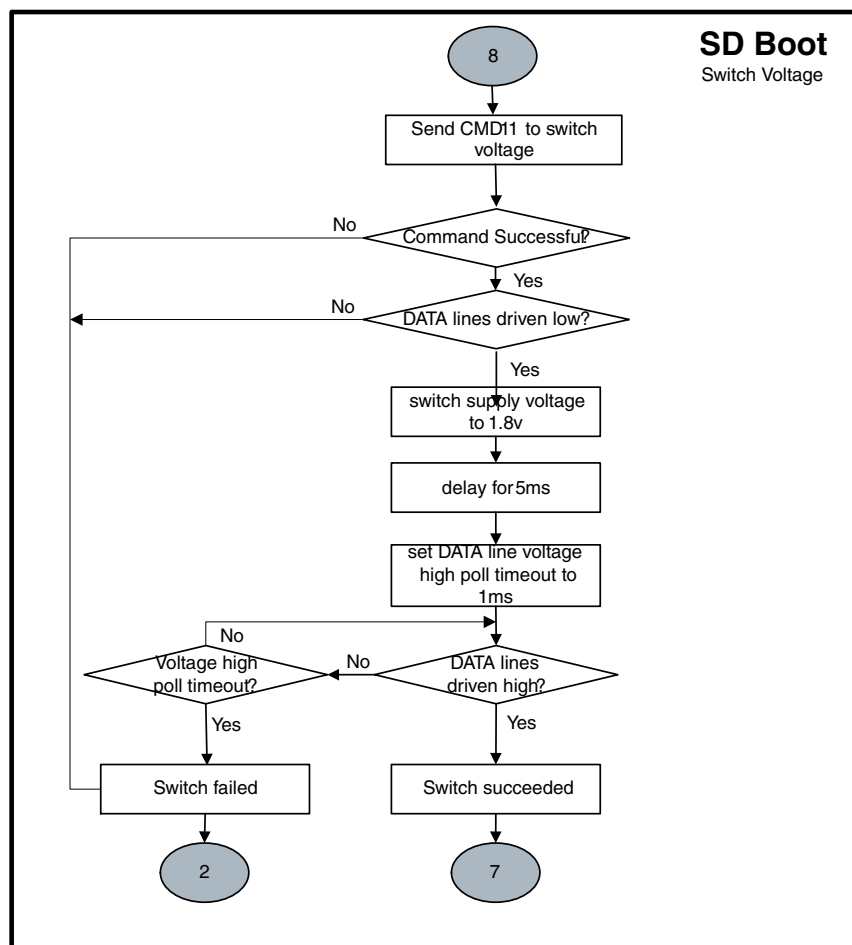 SD Boot
Switch Voltage
8
Send CMD11 to switch
voltage
Command Successful?
No
Yes
DATA lines driven low?
No
Yes
switch supply voltage
to 1.8v
delay for 5ms
set DATA line voltage
high poll timeout to
1ms
No
Voltage high
poll timeout?
No
DATA lines
driven high?
Yes
Yes
Switch failed
Switch succeeded
2
7